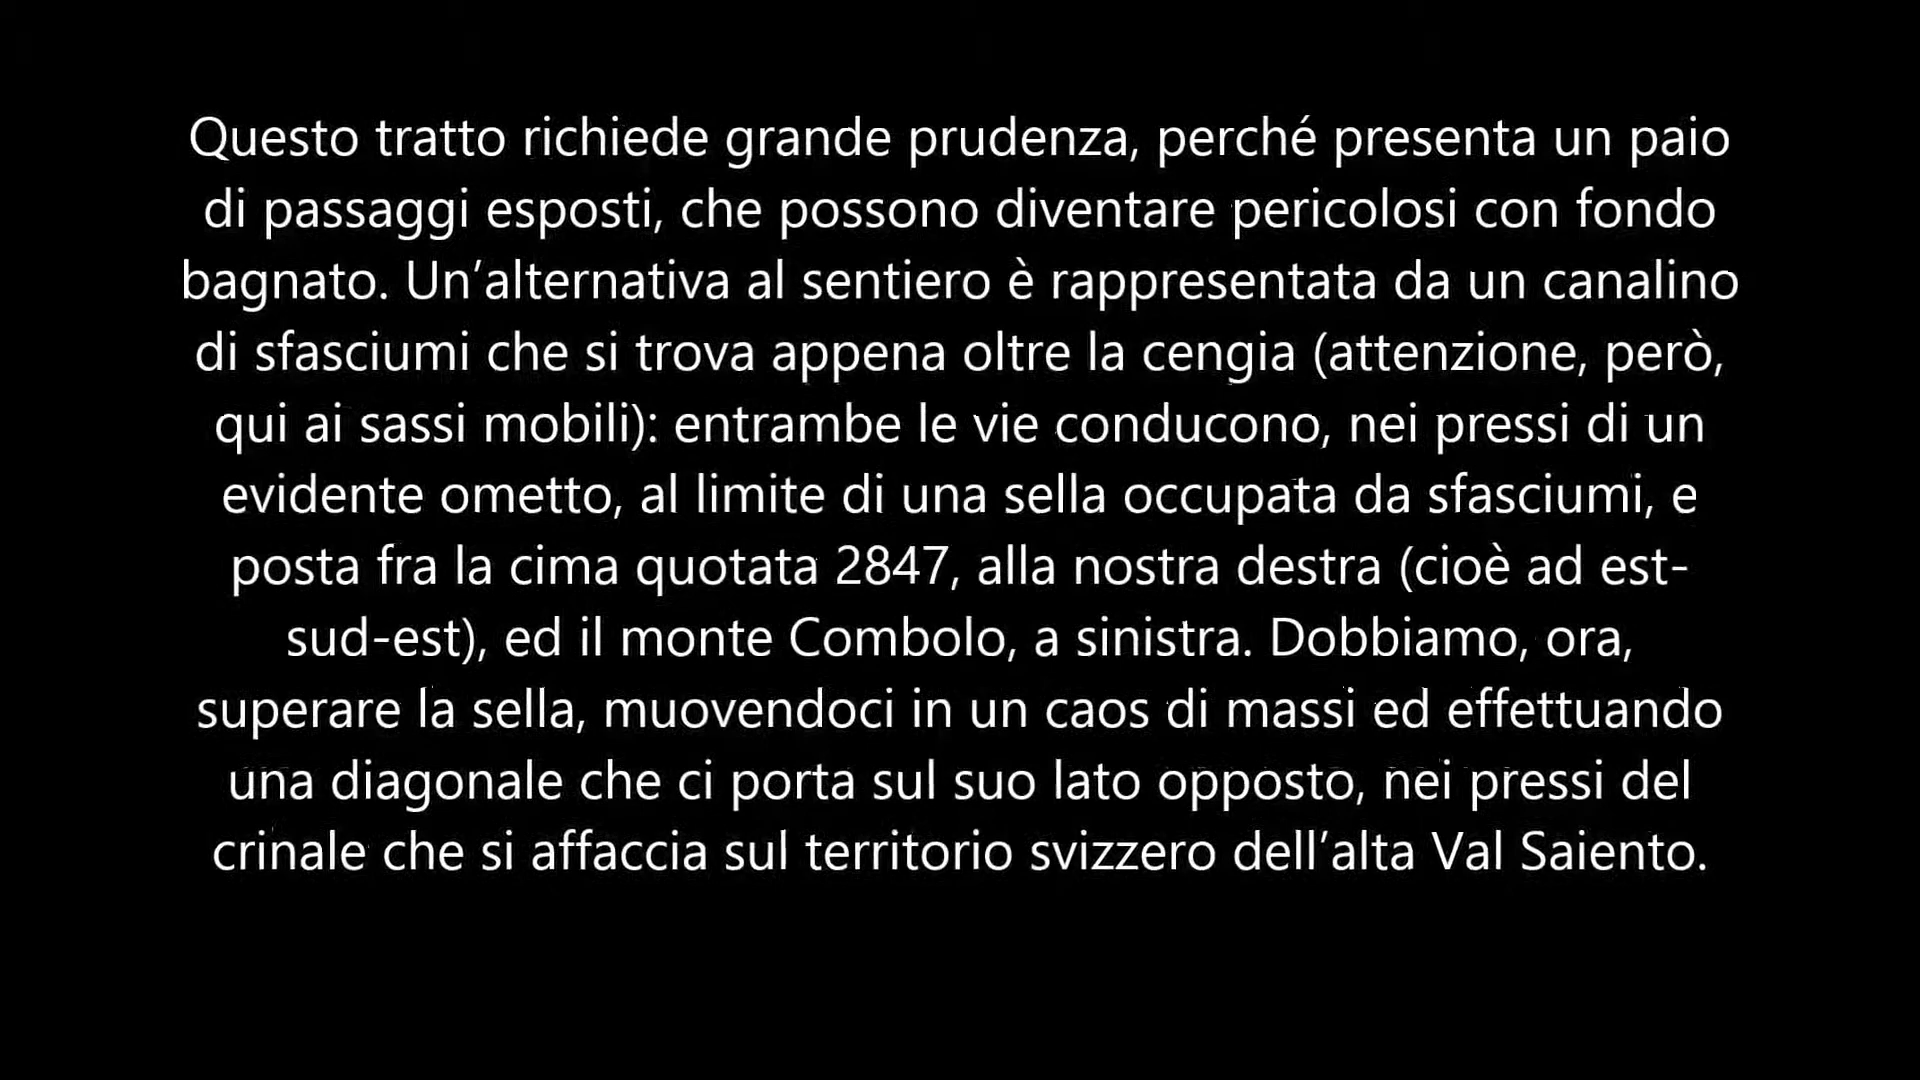 Questo tratto richiede grande prudenza, perché presenta un paio
di passaggi esposti, che possono diventare pericolosi con fondo
bagnato. Un’alternativa al sentiero è rappresentata da un canalino
di sfasciumi che si trova appena oltre la cengia (attenzione, però,
qui ai sassi mobili): entrambe le vie conducono, nei pressi di un
evidente ometto, al limite di una sella occupata da sfasciumi, e
posta fra la cima quotata 2847, alla nostra destra (cioè ad est-
sud-est), ed il monte Combolo, a sinistra. Dobbiamo, ora,
superare la sella, muovendoci in un caos di massi ed effettuando
una diagonale che ci porta sul suo lato opposto, nei pressi del
crinale che si affaccia sul territorio svizzero dell’alta Val Saiento.